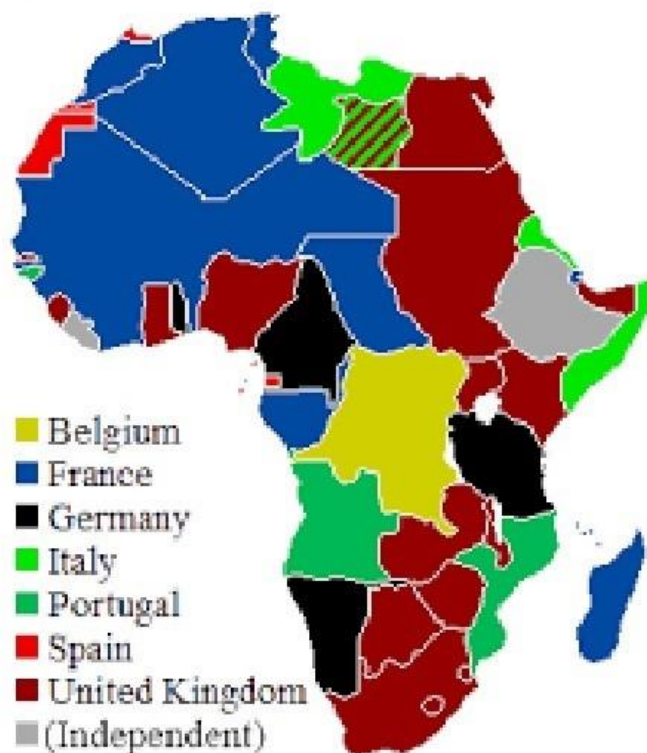 Belgium
France
Germany
Italy
Portugal
Spain
United Kingdom
(Independent)